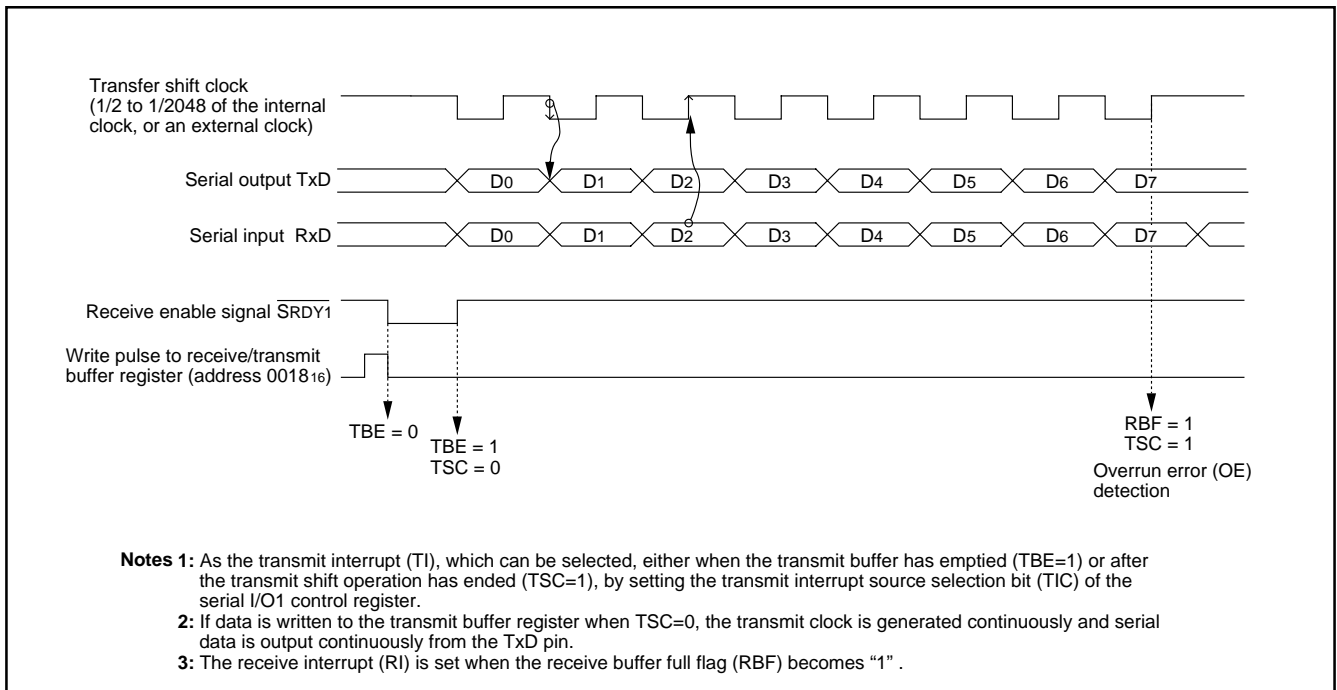 Transfer shift clock
(1/2 to 1/2048 of the internal
clock, or an external clock)
Serial output TxD
D0 D1 D2 D3 D4 D5 D6 D7
Serial input RxD
D0 D1 D2 D3 D4 D5 D6 D7
Receive enable signal SRDY1
Write pulse to receive/transmit
buffer register (address 001816)
TBE = 0
TBE = 1
TSC = 0
RBF = 1
TSC = 1
Overrun error (OE)
detection
Notes 1: As the transmit interrupt (TI), which can be selected, either when the transmit buffer has emptied (TBE=1) or after
the transmit shift operation has ended (TSC=1), by setting the transmit interrupt source selection bit (TIC) of the
serial I/O1 control register.
2: If data is written to the transmit buffer register when TSC=0, the transmit clock is generated continuously and serial
data is output continuously from the TxD pin.
3: The receive interrupt (RI) is set when the receive buffer full flag (RBF) becomes “1” .